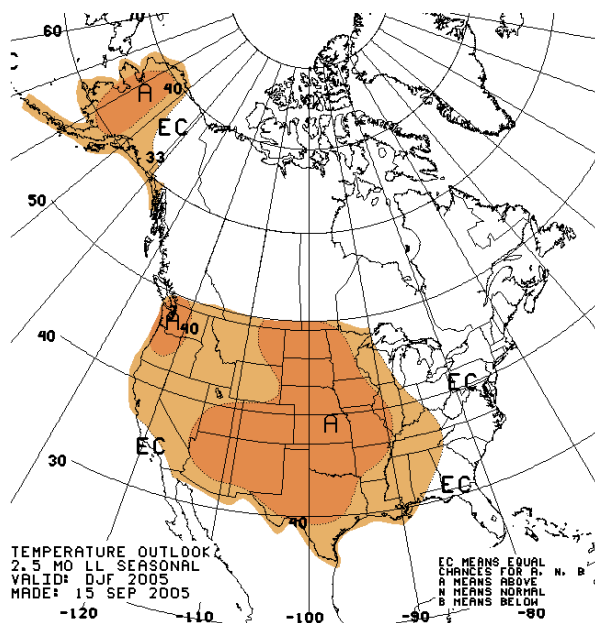 70
60
C
A
40
EC
33
50
A
40
40
EC
A
EC
EC
30
40
TEMPERATURE OUTLOOK
2.5 MO LL SEASONAL
VALID: DJF 2005
MADE: 15 SEP 2005
EC MEANS EQUAL
CHANCES FOR A, N, B
A MEANS ABOVE
N MEANS NORMAL
B MEANS BELOW
-120
-110
-100
-90
-80